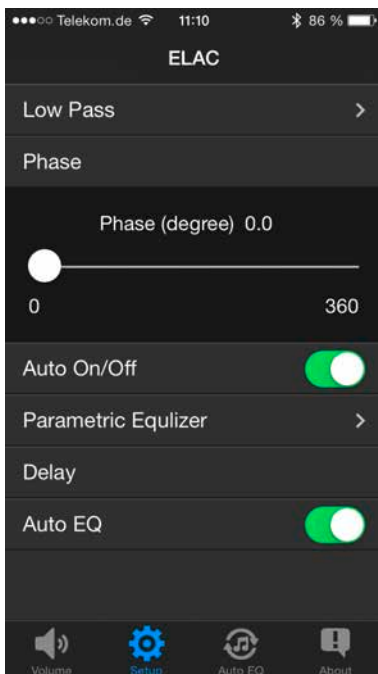 Telekom.de 11:10 86 %
ELAC
Low Pass
Phase
Phase (degree) 0.0
0 360
Auto On/Off
Parametric Equlizer
Delay
Auto EQ
Volume Setup Auto EQ About